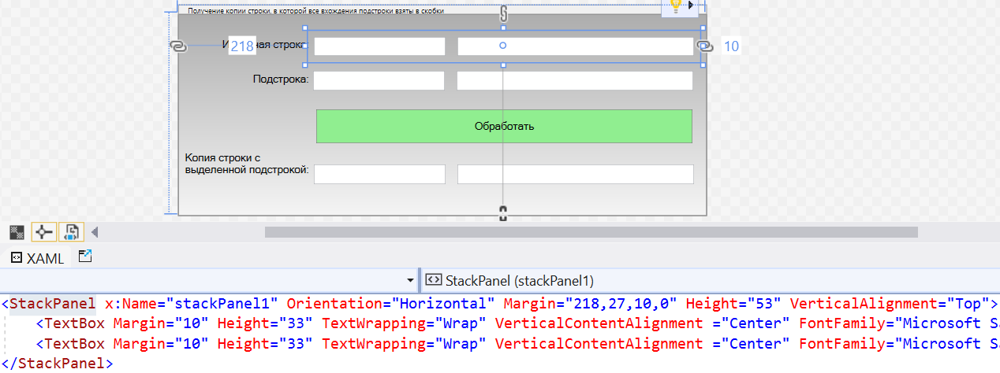 Получение копии строки, в которой все вхождения подстроки взяты в скобки
218
ная строка:
10
Подстрока:
Обработать
Копия строки с
выделенной подстрокой:
XAML
StackPanel (stackPanel1)
<StackPanel x:Name="stackPanel1" Orientation="Horizontal" Margin="218,27,10,0" Height="53" VerticalAlignment="Top">
<TextBox Margin="10" Height="33" TextWrapping="Wrap" VerticalContentAlignment ="Center" FontFamily="Microsoft Sa
<TextBox Margin="10" Height="33" TextWrapping="Wrap" VerticalContentAlignment ="Center" FontFamily="Microsoft Sa
</StackPanel>